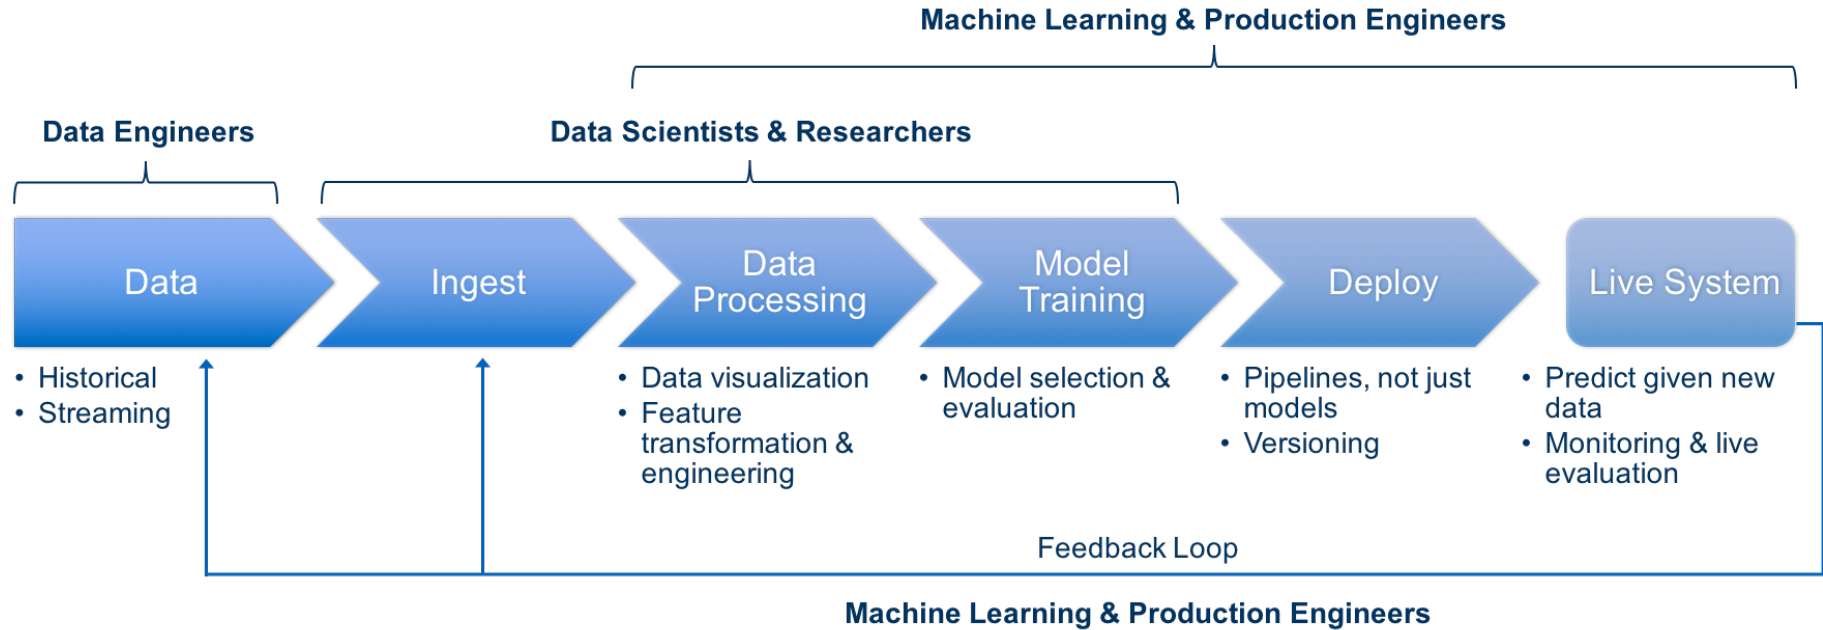 Machine Learning & Production Engineers
Data Engineers
Data Scientists & Researchers
Data
Ingest
Data
Processing
Model
Training
Deploy
Live System
• Historical
• Streaming
• Data visualization
• Feature
transformation &
engineering
• Model selection &
evaluation
• Pipelines, not just
models
• Versioning
• Predict given new
data
• Monitoring & live
evaluation
Feedback Loop
Machine Learning & Production Engineers